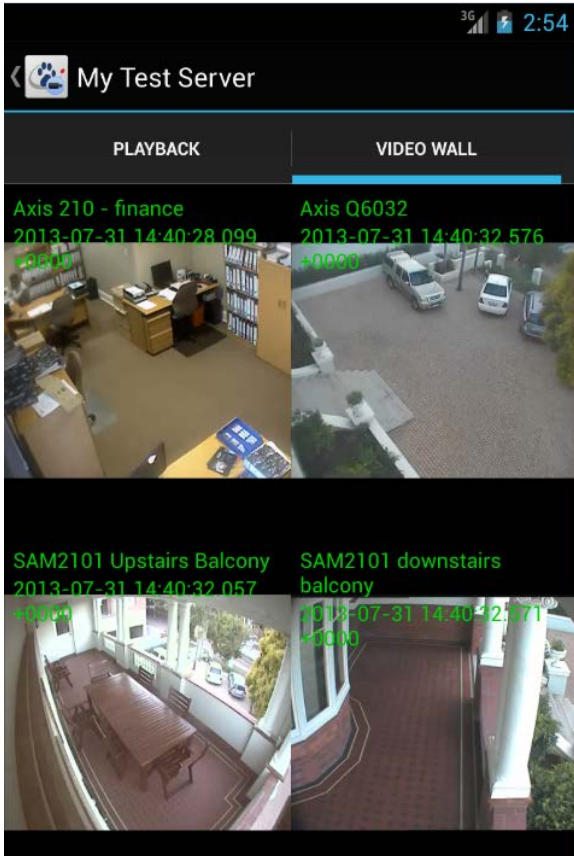 3G 2:54
My Test Server
PLAYBACK VIDEO WALL
Axis 210 - finance
2013-07-31 14:40:28.099
+0000
Axis Q6032
2013-07-31 14:40:32.576
+0000
SAM2101 Upstairs Balcony
2013-07-31 14:40:32.057
+0000
SAM2101 downstairs
balcony
2013-07-31 14:40:32.571
+0000